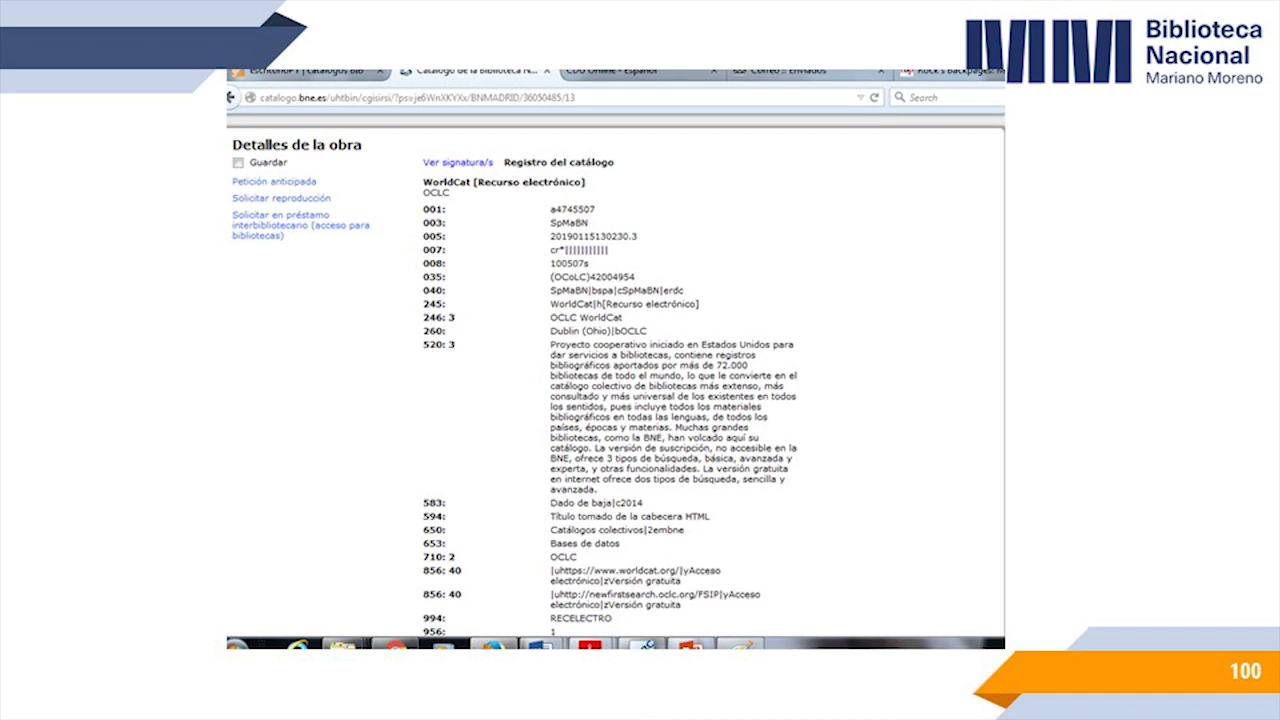 Biblioteca
Nacional
Mariano Moreno
Catálogo de la Biblioteca N...
CDU Online - Español
Correo :: Enviados
catalogo.bne.es/uhtbin/cgisirsi/?ps=je6WnXKYXx/BNMADRID/36050485/13
Search
Detalles de la obra
Guardar
Petición anticipada
Solicitar reproducción
Solicitar en préstamo
interbibliotecario (acceso para
bibliotecas)
Ver signatura/s Registro del catálogo
WorldCat [Recurso electrónico]
OCLC
001: a4745507
003: SpMaBN
005: 20190115130230.3
007: cr*|||||||||||
008: 100507s
035: (OCoLC)42004954
040: SpMaBN|bspa|cSpMaBN|erdc
245: WorldCat|h[Recurso electrónico]
246: 3 OCLC WorldCat
260: Dublin (Ohio)|bOCLC
520: 3 Proyecto cooperativo iniciado en Estados Unidos para
dar servicios a bibliotecas, contiene registros
bibliográficos aportados por más de 72.000
bibliotecas de todo el mundo, lo que le convierte en el
catálogo colectivo de bibliotecas más extenso, más
consultado y más universal de los existentes en todos
los sentidos, pues incluye todos los materiales
bibliográficos en todas las lenguas, de todos los
países, épocas y materias. Muchas grandes
bibliotecas, como la BNE, han volcado aquí su
catálogo. La versión de suscripción, no accesible en la
BNE, ofrece 3 tipos de búsqueda, básica, avanzada y
experta, y otras funcionalidades. La versión gratuita
en internet ofrece dos tipos de búsqueda, sencilla y
avanzada.
583: Dado de baja|c2014
594: Título tomado de la cabecera HTML
650: Catálogos colectivos|2embne
653: Bases de datos
710: 2 OCLC
856: 40 |uhttps://www.worldcat.org/|yAcceso
electrónico|zVersión gratuita
856: 40 |uhttp://newfirstsearch.oclc.org/FSIP|yAcceso
electrónico|zVersión gratuita
994: RECELECTRO
956: 1
100